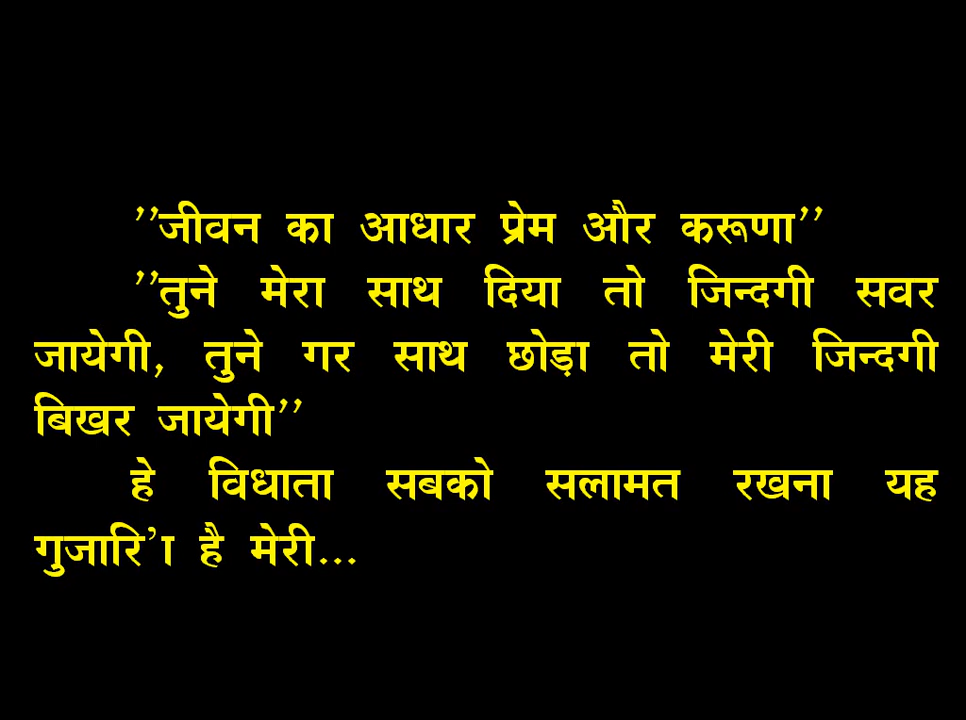 ’’जीवन का आधार प्रेम और करूणा’’
’’तुने मेरा साथ दिया तो जिन्दगी सवर
जायेगी, तुने गर साथ छोड़ा तो मेरी जिन्दगी
बिखर जायेगी’’
हे विधाता सबको सलामत रखना यह
गुजारि’ा है मेरी...